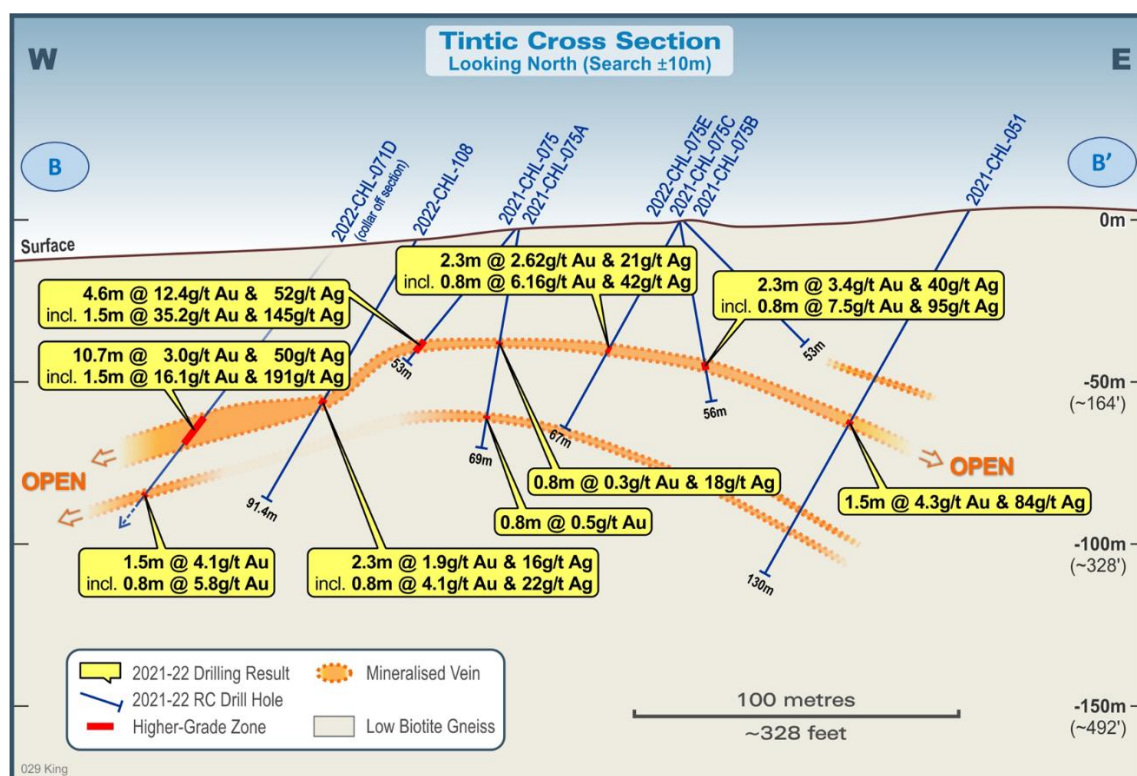 Tintic Cross Section
Looking North (Search ±10m)
W
E
B
B'
2022-CHL-071D
(collar off section)
2022-CHL-108
2021-CHL-075
2021-CHL-075A
2022-CHL-075E
2021-CHL-075C
2021-CHL-075B
2021-CHL-051
Surface
0m
-50m
(~164')
-100m
(~328')
-150m
(~492')
4.6m @ 12.4g/t Au & 52g/t Ag
incl. 1.5m @ 35.2g/t Au & 145g/t Ag
10.7m @ 3.0g/t Au & 50g/t Ag
incl. 1.5m @ 16.1g/t Au & 191g/t Ag
2.3m @ 2.62g/t Au & 21g/t Ag
incl. 0.8m @ 6.16g/t Au & 42g/t Ag
2.3m @ 3.4g/t Au & 40g/t Ag
incl. 0.8m @ 7.5g/t Au & 95g/t Ag
53m
53m
56m
67m
69m
91.4m
130m
OPEN
OPEN
0.8m @ 0.3g/t Au & 18g/t Ag
1.5m @ 4.3g/t Au & 84g/t Ag
0.8m @ 0.5g/t Au
1.5m @ 4.1g/t Au
incl. 0.8m @ 5.8g/t Au
2.3m @ 1.9g/t Au & 16g/t Ag
incl. 0.8m @ 4.1g/t Au & 22g/t Ag
2021-22 Drilling Result
2021-22 RC Drill Hole
Higher-Grade Zone
Mineralised Vein
Low Biotite Gneiss
100 metres
~328 feet
029 King